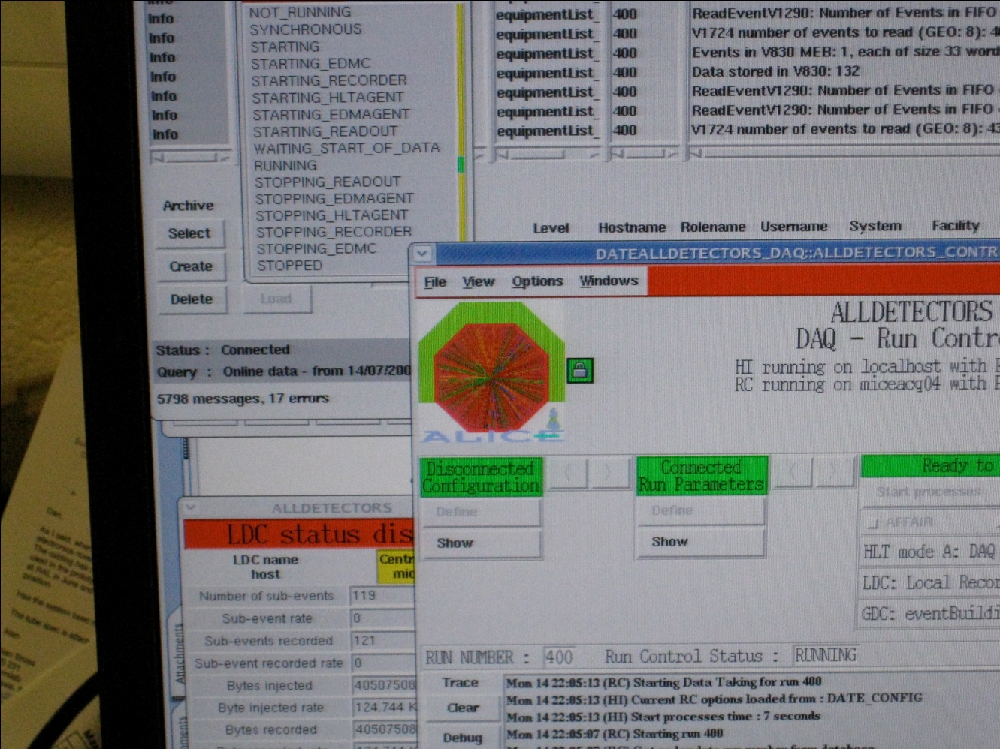 Info
Info
Info
Info
Info
Info
Info
NOT_RUNNING
SYNCHRONOUS
STARTING
STARTING_EDMC
STARTING_RECORDER
STARTING_HLTAGENT
STARTING_EDMAGENT
STARTING_READOUT
WAITING_START_OF_DATA
RUNNING
STOPPING_READOUT
STOPPING_EDMAGENT
STOPPING_HLTAGENT
STOPPING_RECORDER
STOPPING_EDMC
STOPPED
equipmentList_ 400 ReadEventV1290: Number of Events in FIFO
equipmentList_ 400 V1724 number of events to read (GEO: 8):
equipmentList_ 400 Events in V830 MEB: 1, each of size 33 word
equipmentList_ 400 Data stored in V830: 132
equipmentList_ 400 ReadEventV1290: Number of Events in FIFO
equipmentList_ 400 ReadEventV1290: Number of Events in FIFO
equipmentList_ 400 V1724 number of events to read (GEO: 8): 43
Level Hostname Rolename Username System Facility
Archive
Select
Create
Delete
Load
Status : Connected
Query : Online data - from 14/07/200
5798 messages, 17 errors
DATEALLDETECTORS_DAQ::ALLDETECTORS_CONTR
File View Options Windows
ALLDETECTORS
DAQ - Run Contr
HI running on localhost with
RC running on miceacq04 with
ALICE
Disconnected
Configuration
Define
Show
Connected
Run Parameters
Define
Show
Ready to
Start processes
AFFAIR
HLT mode A: DAQ
LDC: Local Recor
GDC: eventBuildi
RUN NUMBER : 400 Run Control Status : RUNNING
Trace
Clear
Debug
Mon 14 22:05:13 (RC) Starting Data Taking for run 400
Mon 14 22:05:13 (HI) Current RC options loaded from : DATE_CONFIG
Mon 14 22:05:13 (HI) Start processes time : 7 seconds
Mon 14 22:05:07 (RC) Starting run 400
ALLDETECTORS
LDC status dis
LDC name
host
Centr
mic
Number of sub-events 119
Sub-event rate 0
Sub-events recorded 121
Sub-event recorded rate 0
Bytes injected 40507508
Byte injected rate 124.744 K
Bytes recorded 40507508
Attachments
Dan,